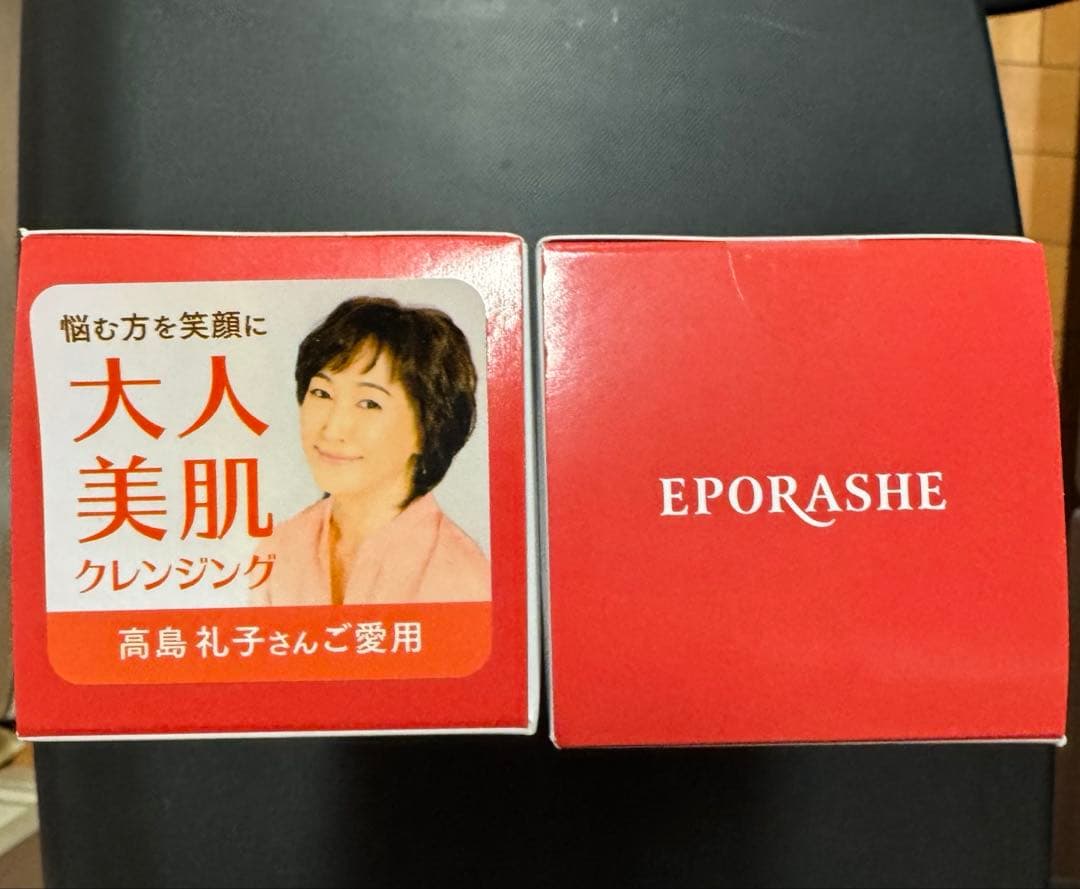 悩む方を笑顔に
大人
美肌
クレンジング
高島 礼子さんご愛用
EPORASHE